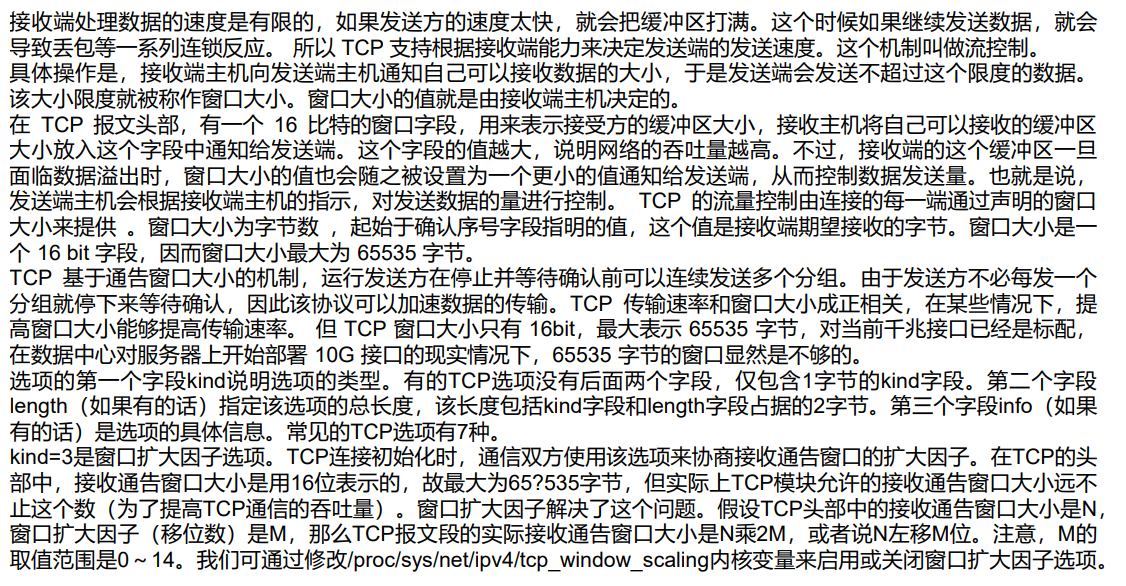 接收端处理数据的速度是有限的，如果发送方的速度太快，就会把缓冲区打满。这个时候如果继续发送数据，就会
导致丢包等一系列连锁反应。 所以 TCP 支持根据接收端能力来决定发送端的发送速度。这个机制叫做流控制。
具体操作是，接收端主机向发送端主机通知自己可以接收数据的大小，于是发送端会发送不超过这个限度的数据。
该大小限度就被称作窗口大小。窗口大小的值就是由接收端主机决定的。
在 TCP 报文头部，有一个 16 比特的窗口字段，用来表示接受方的缓冲区大小，接收主机将自己可以接收的缓冲区
大小放入这个字段中通知给发送端。这个字段的值越大，说明网络的吞吐量越高。不过，接收端的这个缓冲区一旦
面临数据溢出时，窗口大小的值也会随之被设置为一个更小的值通知给发送端，从而控制数据发送量。也就是说，
发送端主机会根据接收端主机的指示，对发送数据的量进行控制。 TCP 的流量控制由连接的每一端通过声明的窗口
大小来提供 。窗口大小为字节数 ，起始于确认序号字段指明的值，这个值是接收端期望接收的字节。窗口大小是一
个 16 bit 字段，因而窗口大小最大为 65535 字节。
TCP 基于通告窗口大小的机制，运行发送方在停止并等待确认前可以连续发送多个分组。由于发送方不必每发一个
分组就停下来等待确认，因此该协议可以加速数据的传输。TCP 传输速率和窗口大小成正相关，在某些情况下，提
高窗口大小能够提高传输速率。 但 TCP 窗口大小只有 16bit，最大表示 65535 字节，对当前千兆接口已经是标配，
在数据中心对服务器上开始部署 10G 接口的现实情况下，65535 字节的窗口显然是不够的。
选项的第一个字段kind说明选项的类型。有的TCP选项没有后面两个字段，仅包含1字节的kind字段。第二个字段
length（如果有的话）指定该选项的总长度，该长度包括kind字段和length字段占据的2字节。第三个字段info（如果
有的话）是选项的具体信息。常见的TCP选项有7种。
kind=3是窗口扩大因子选项。TCP连接初始化时，通信双方使用该选项来协商接收通告窗口的扩大因子。在TCP的头
部中，接收通告窗口大小是用16位表示的，故最大为65?535字节，但实际上TCP模块允许的接收通告窗口大小远不
止这个数（为了提高TCP通信的吞吐量）。窗口扩大因子解决了这个问题。假设TCP头部中的接收通告窗口大小是N，
窗口扩大因子（移位数）是M，那么TCP报文段的实际接收通告窗口大小是N乘2M，或者说N左移M位。注意，M的
取值范围是0～14。我们可通过修改/proc/sys/net/ipv4/tcp_window_scaling内核变量来启用或关闭窗口扩大因子选项。